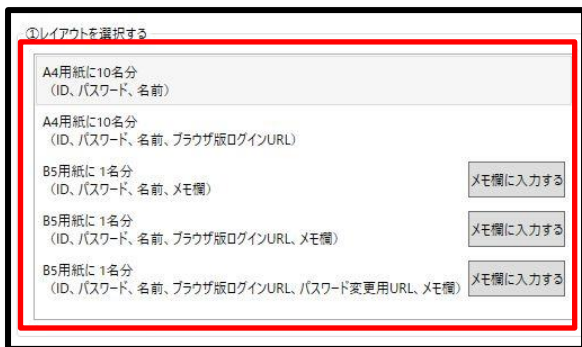 ①レイアウトを選択する
A4用紙に10名分
(ID、パスワード、名前)
A4用紙に10名分
(ID、パスワード、名前、ブラウザ版ログインURL)
B5用紙に 1名分
(ID、パスワード、名前、メモ欄)
メモ欄に入力する
B5用紙に 1名分
(ID、パスワード、名前、ブラウザ版ログインURL、メモ欄)
メモ欄に入力する
B5用紙に 1名分
(ID、パスワード、名前、ブラウザ版ログインURL、パスワード変更用URL、メモ欄)
メモ欄に入力する